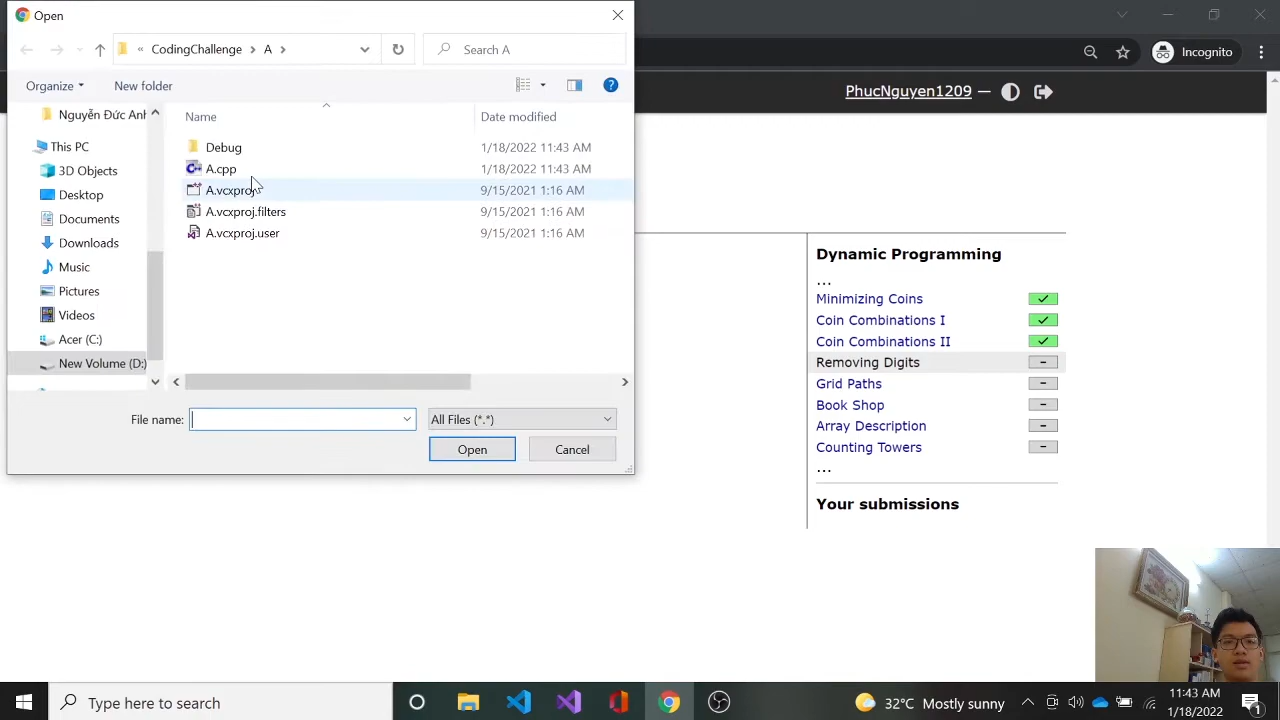 Open
« CodingChallenge > A >
Search A
Incognito
Organize
New folder
PhucNguyen1209 —
Name
Date modified
Nguyễn Đức Anh
This PC
3D Objects
Desktop
Documents
Downloads
Music
Pictures
Videos
Acer (C:)
New Volume (D:)
Debug 1/18/2022 11:43 AM
A.cpp 1/18/2022 11:43 AM
A.vcxproj 9/15/2021 1:16 AM
A.vcxproj.filters 9/15/2021 1:16 AM
A.vcxproj.user 9/15/2021 1:16 AM
File name:
All Files (*.*)
Open
Cancel
Dynamic Programming
...
Minimizing Coins
Coin Combinations I
Coin Combinations II
Removing Digits
Grid Paths
Book Shop
Array Description
Counting Towers
...
Your submissions
Type here to search
32°C Mostly sunny
11:43 AM
1/18/2022
1